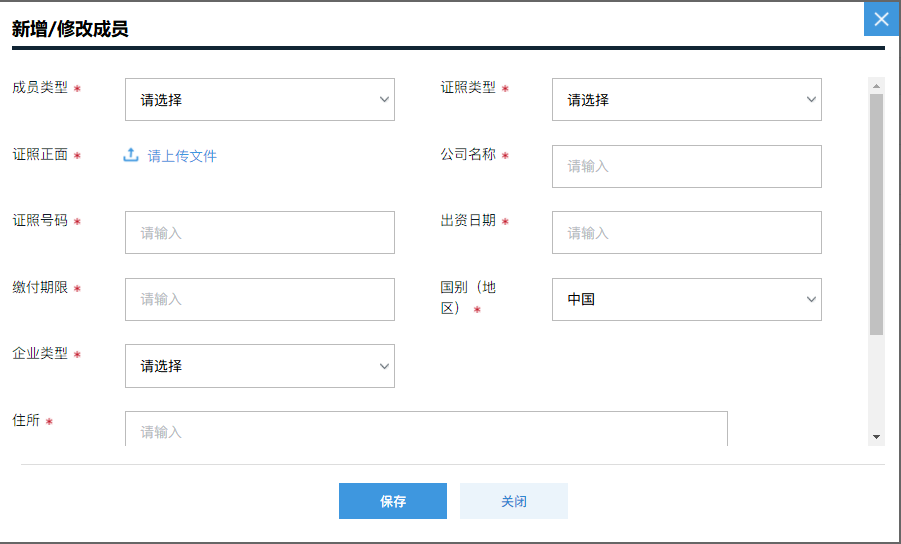 新增/修改成员
成员类型 * 请选择 证照类型 * 请选择
证照正面 * 请上传文件 公司名称 * 请输入
证照号码 * 请输入 出资日期 * 请输入
缴付期限 * 请输入 国别（地
区） * 中国
企业类型 * 请选择
住所 * 请输入
保存 关闭